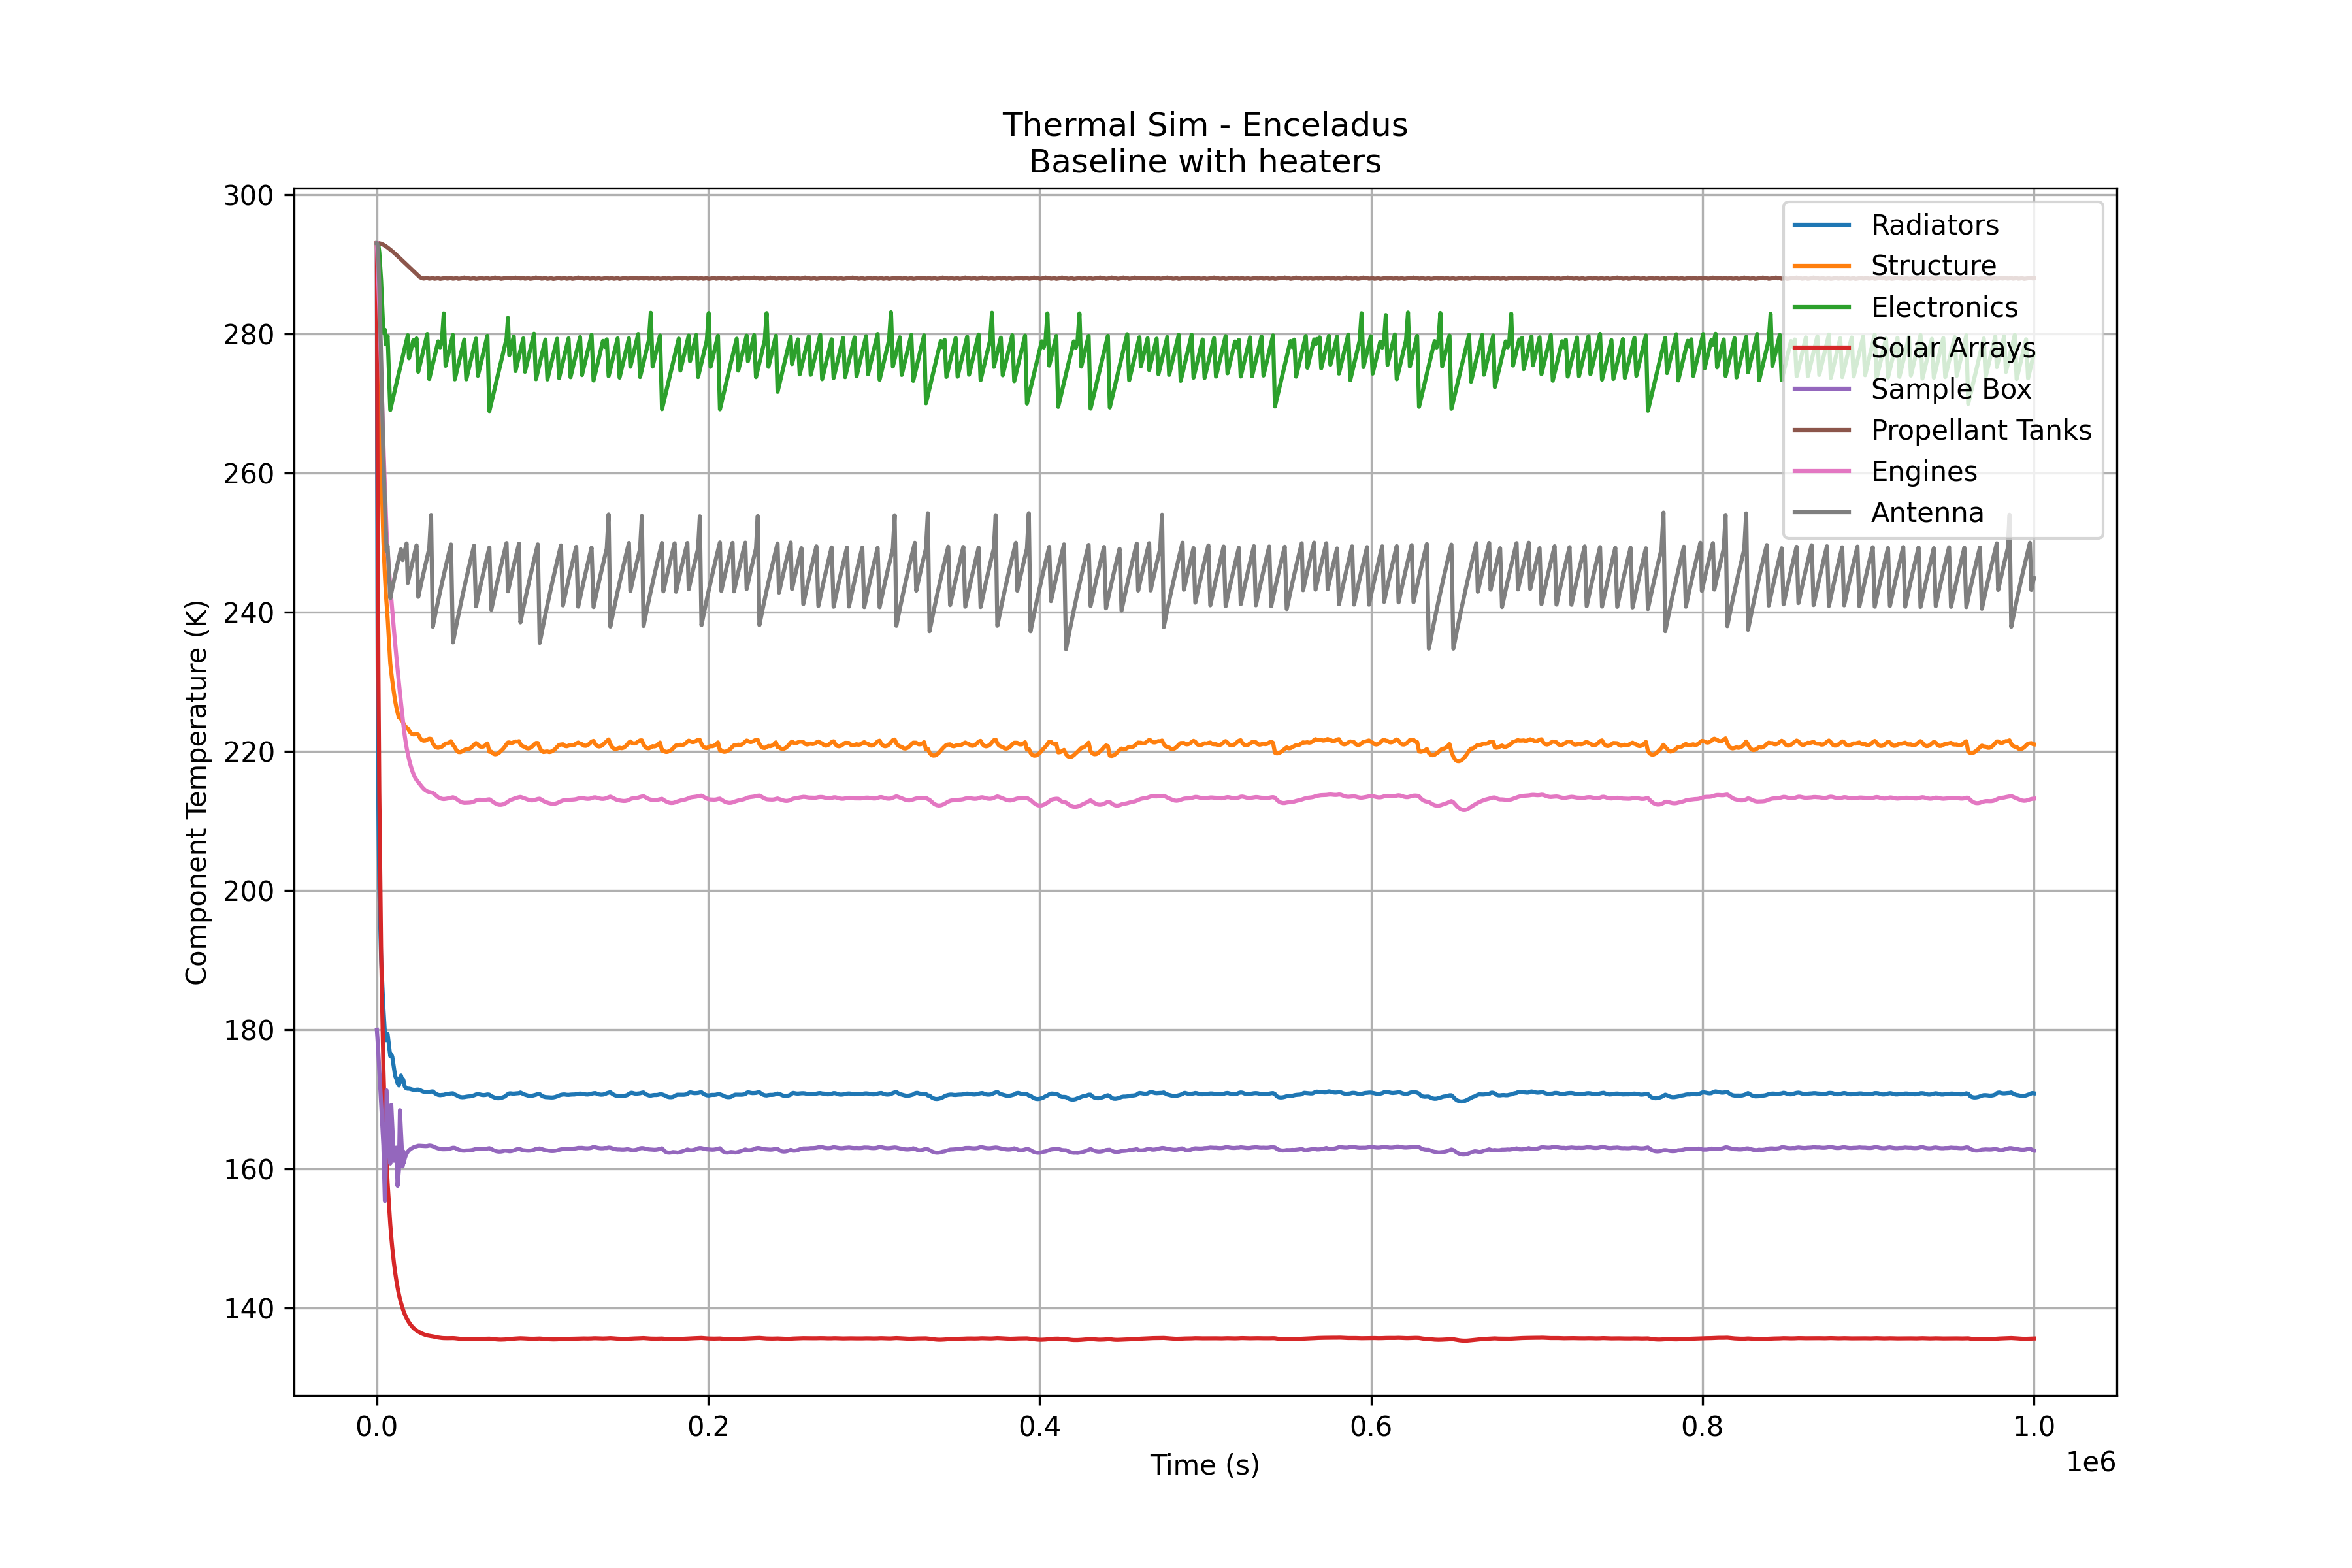 Thermal Sim - Enceladus
Baseline with heaters
300
280
260
240
220
200
180
160
140
Component Temperature (K)
Radiators
Structure
Electronics
Solar Arrays
Sample Box
Propellant Tanks
Engines
Antenna
0.0
0.2
0.4
0.6
0.8
1.0
Time (s)
1e6